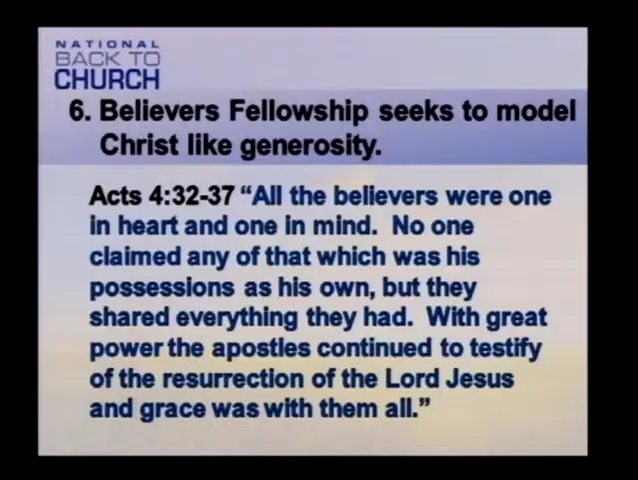 NATIONAL
BACK TO
CHURCH
6. Believers Fellowship seeks to model
Christ like generosity.
Acts 4:32-37 “All the believers were one
in heart and one in mind. No one
claimed any of that which was his
possessions as his own, but they
shared everything they had. With great
power the apostles continued to testify
of the resurrection of the Lord Jesus
and grace was with them all.”